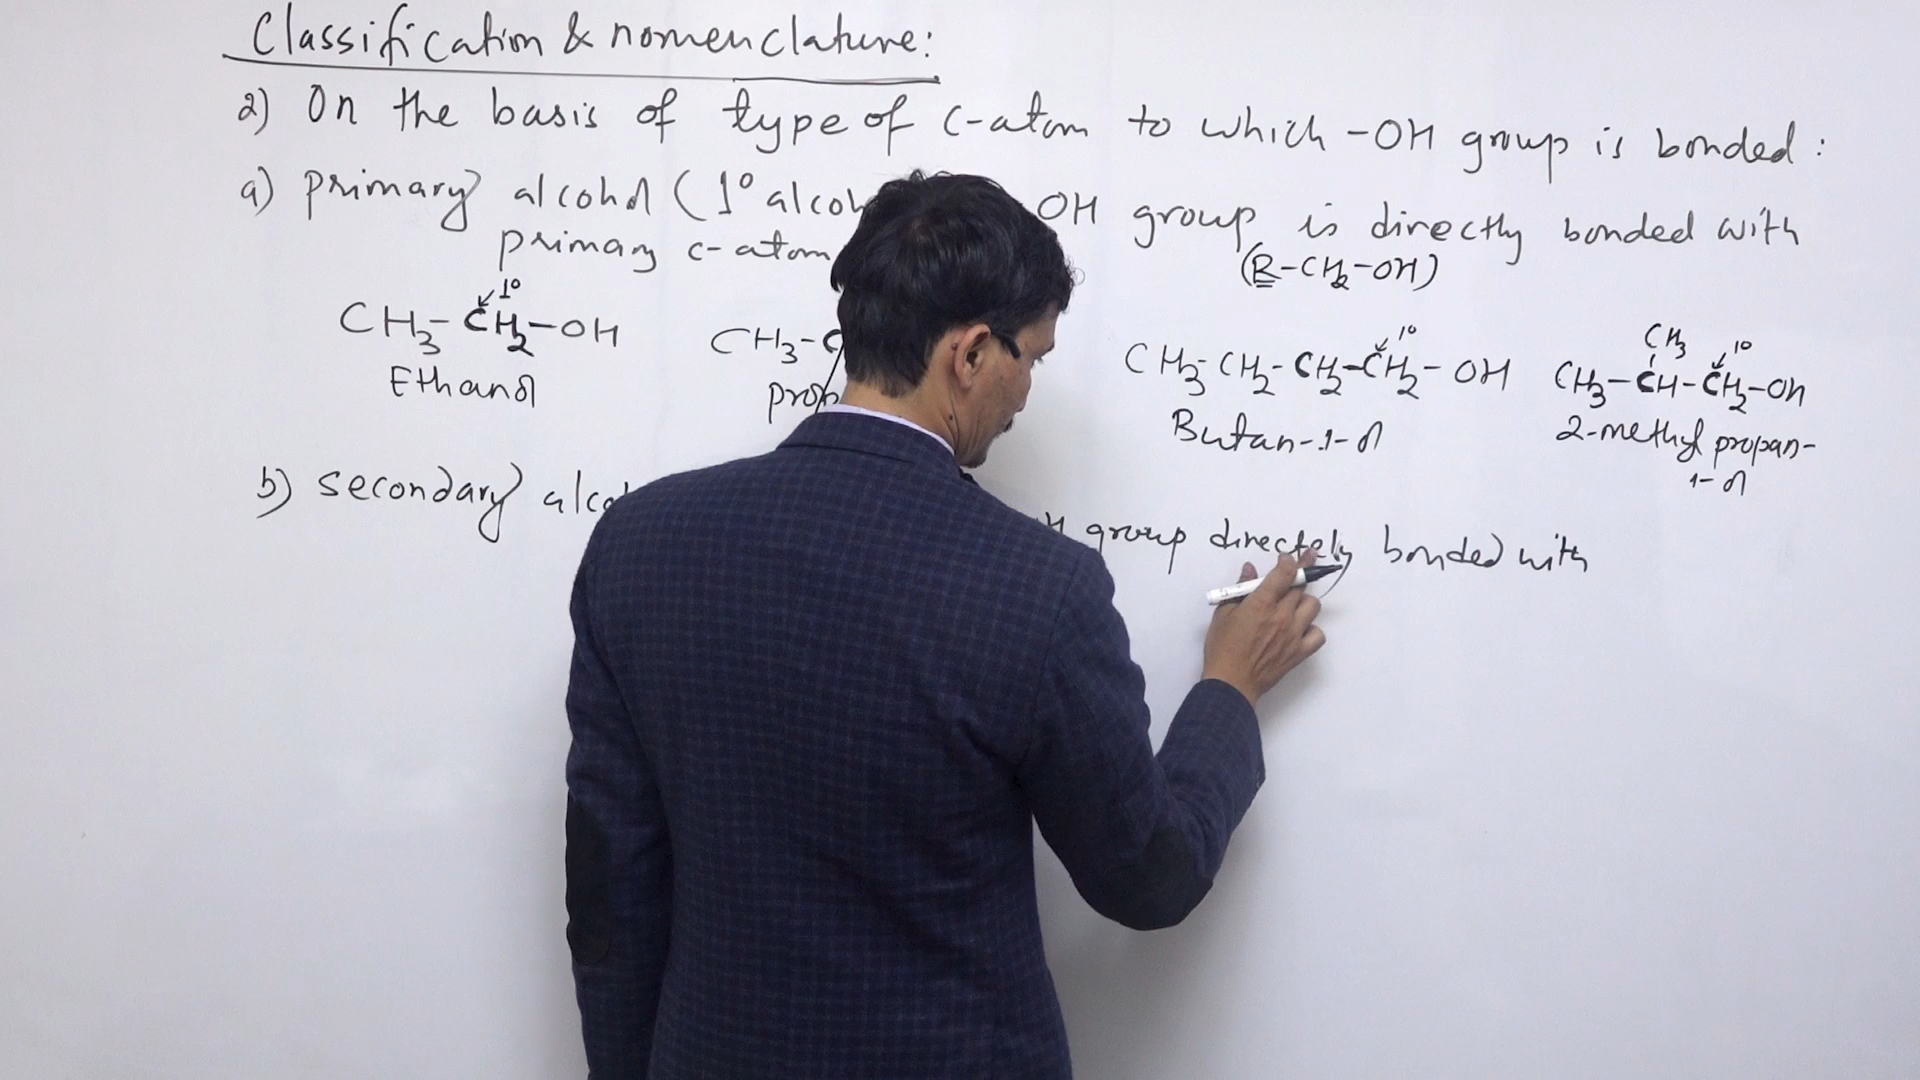 Classification & nomenclature:
2) On the basis of type of C-atom to which -OH group is bonded:
a) primary alcohol (1° alcoh OH group is directly bonded with
primary C-atom
(R-CH2-OH)
CH3-CH2-OH
1°
Ethanol
CH3-C
prop
CH3-CH2-CH2-CH2-OH
1°
Butan-1-ol
CH3
1°
CH3-CH-CH2-OH
2-methyl propan-
1-ol
b) secondary alco H group directely bonded with